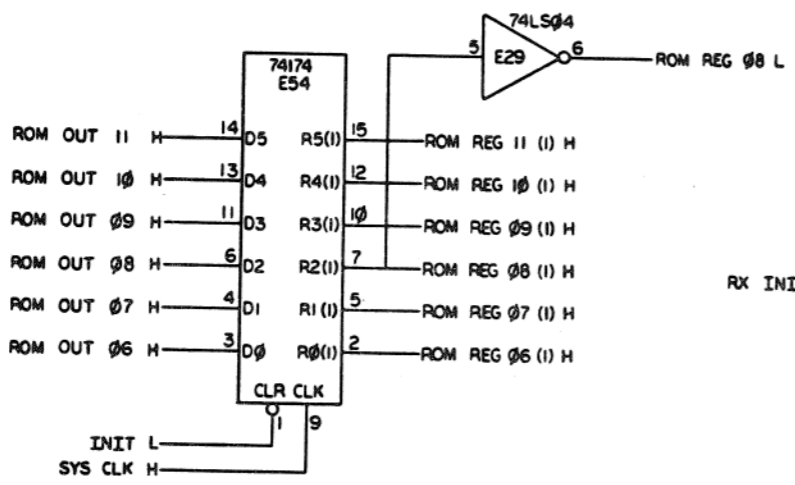 74LSØ4
5 E29 6 ROM REG Ø8 L
74174
E54
ROM OUT 11 H 14 D5 R5(1) 15 ROM REG 11 (1) H
ROM OUT 1Ø H 13 D4 R4(1) 12 ROM REG 1Ø (1) H
ROM OUT Ø9 H 11 D3 R3(1) 1Ø ROM REG Ø9 (1) H
ROM OUT Ø8 H 6 D2 R2(1) 7 ROM REG Ø8 (1) H
RX INI
ROM OUT Ø7 H 4 D1 R1(1) 5 ROM REG Ø7 (1) H
ROM OUT Ø6 H 3 DØ RØ(1) 2 ROM REG Ø6 (1) H
CLR CLK
1 9
INIT L
SYS CLK H